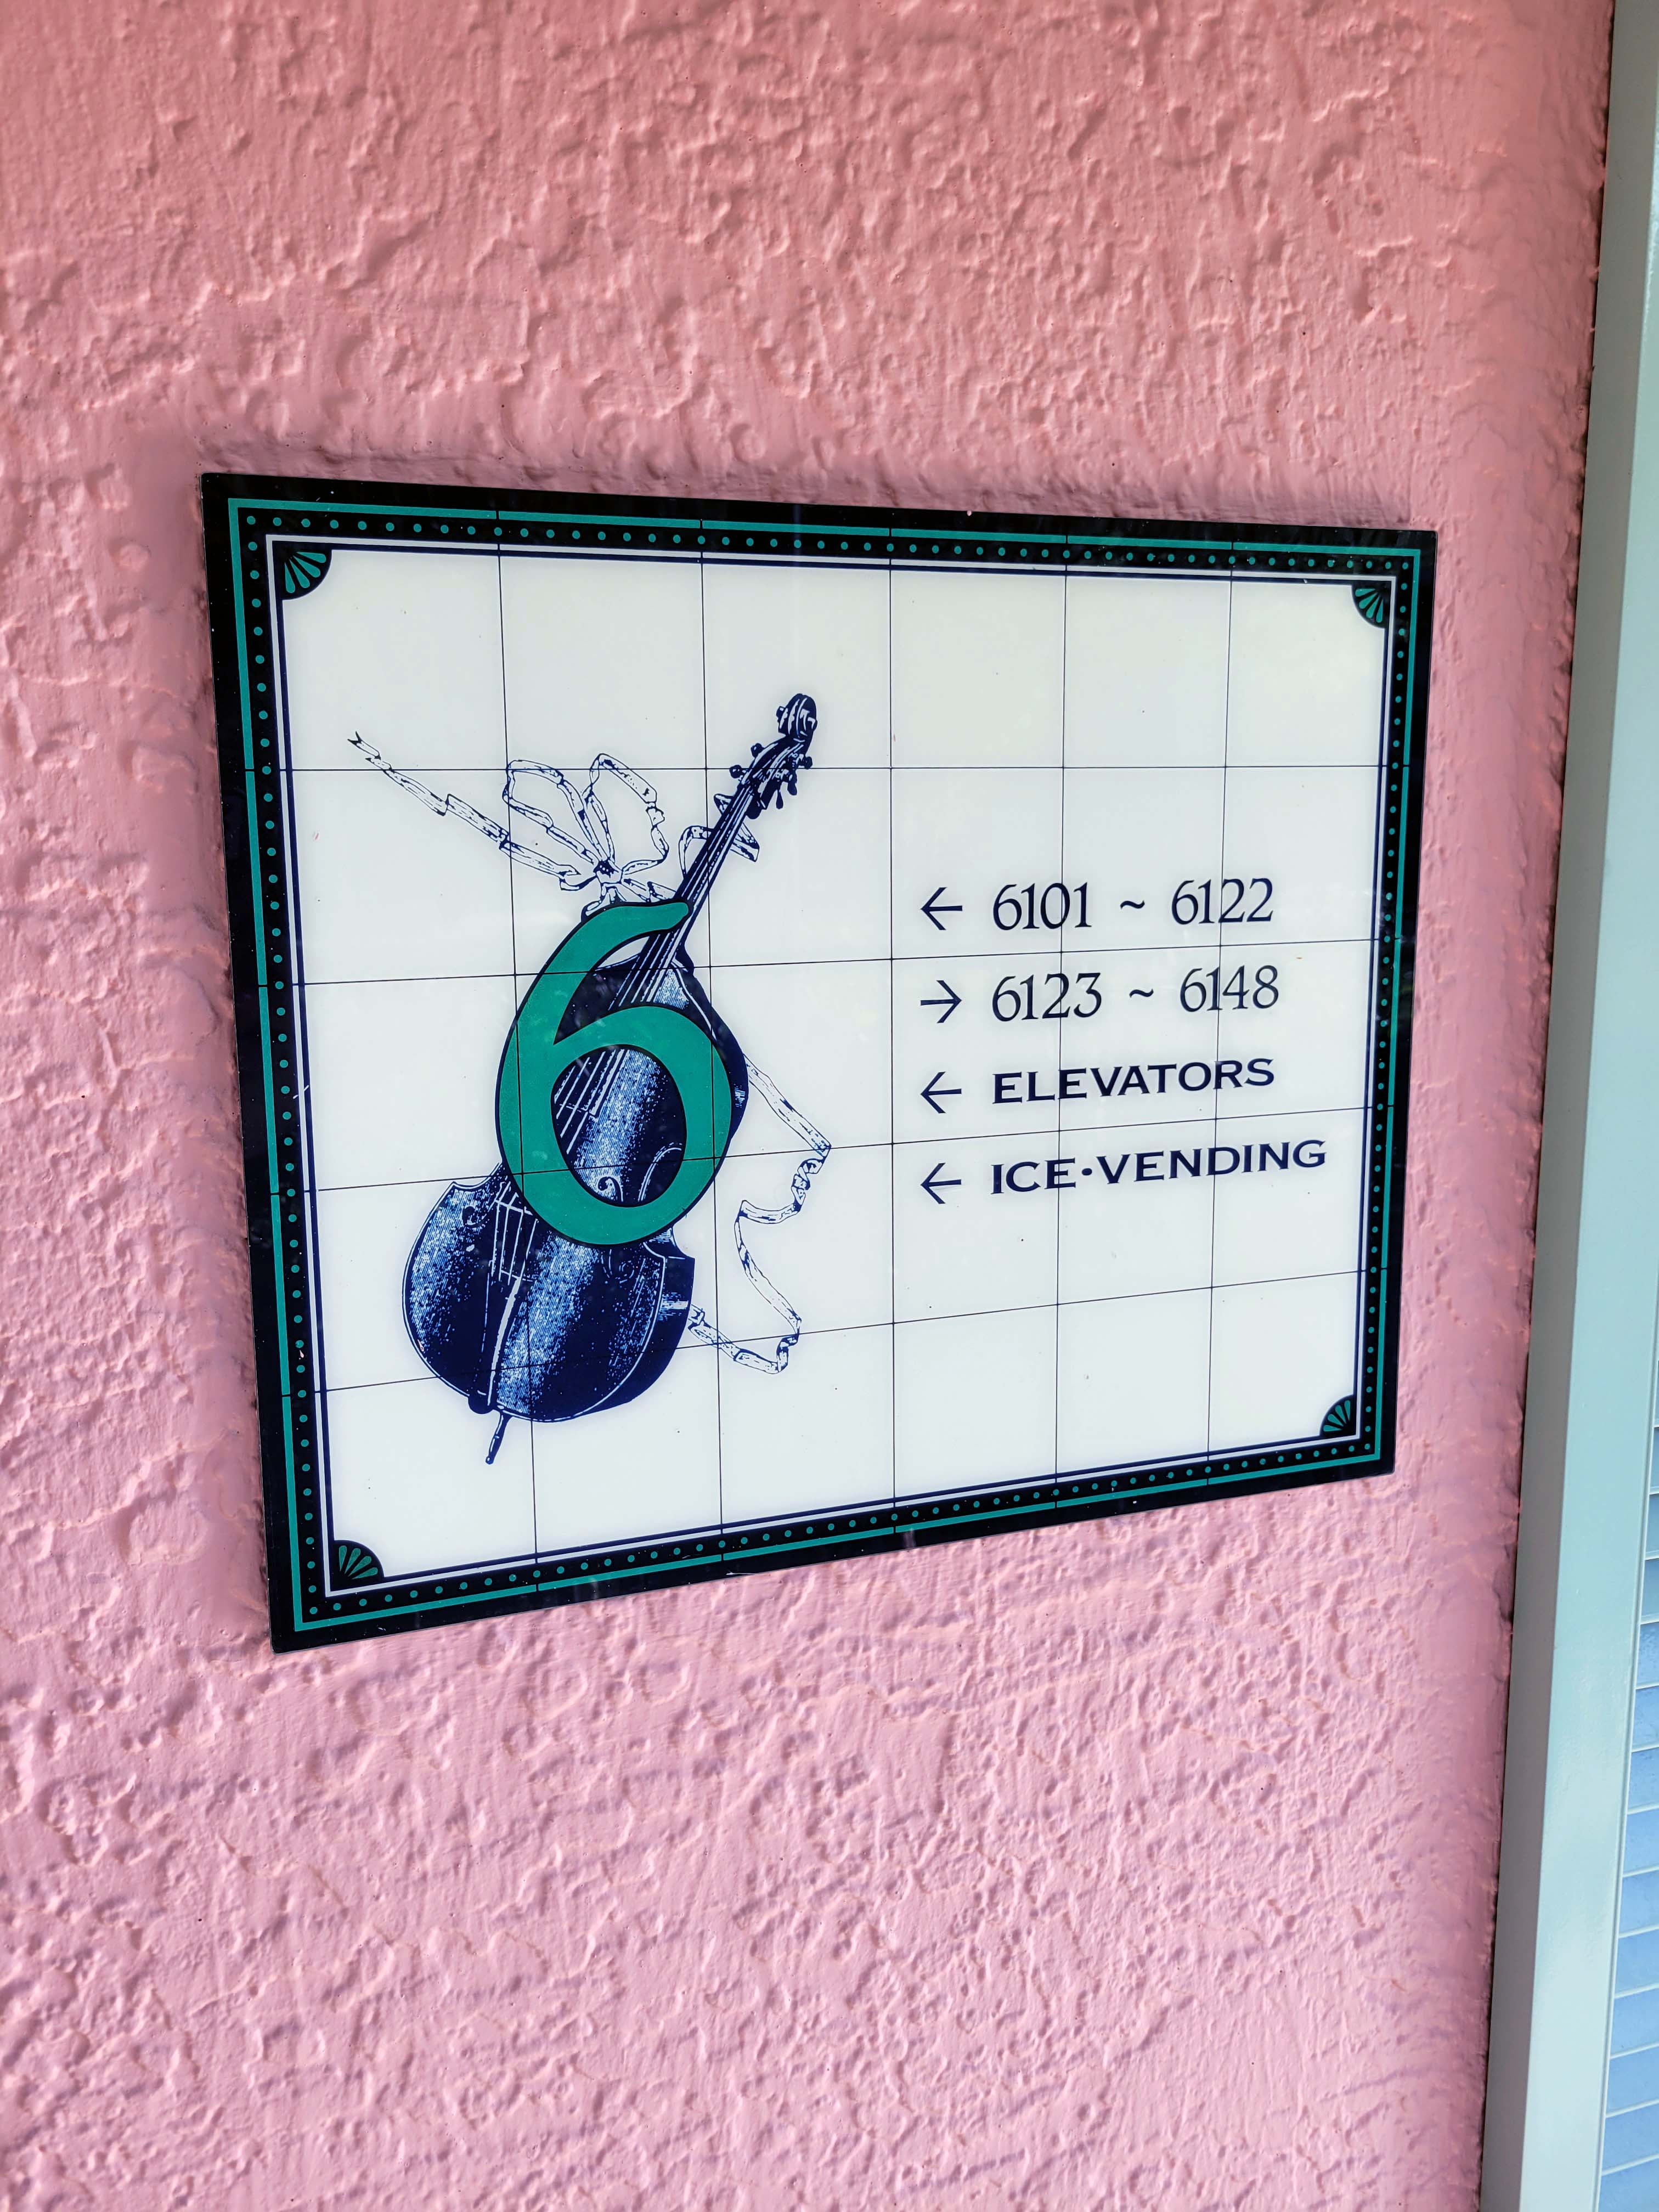 6
← 6101 ~ 6122
→ 6123 ~ 6148
← ELEVATORS
← ICE•VENDING